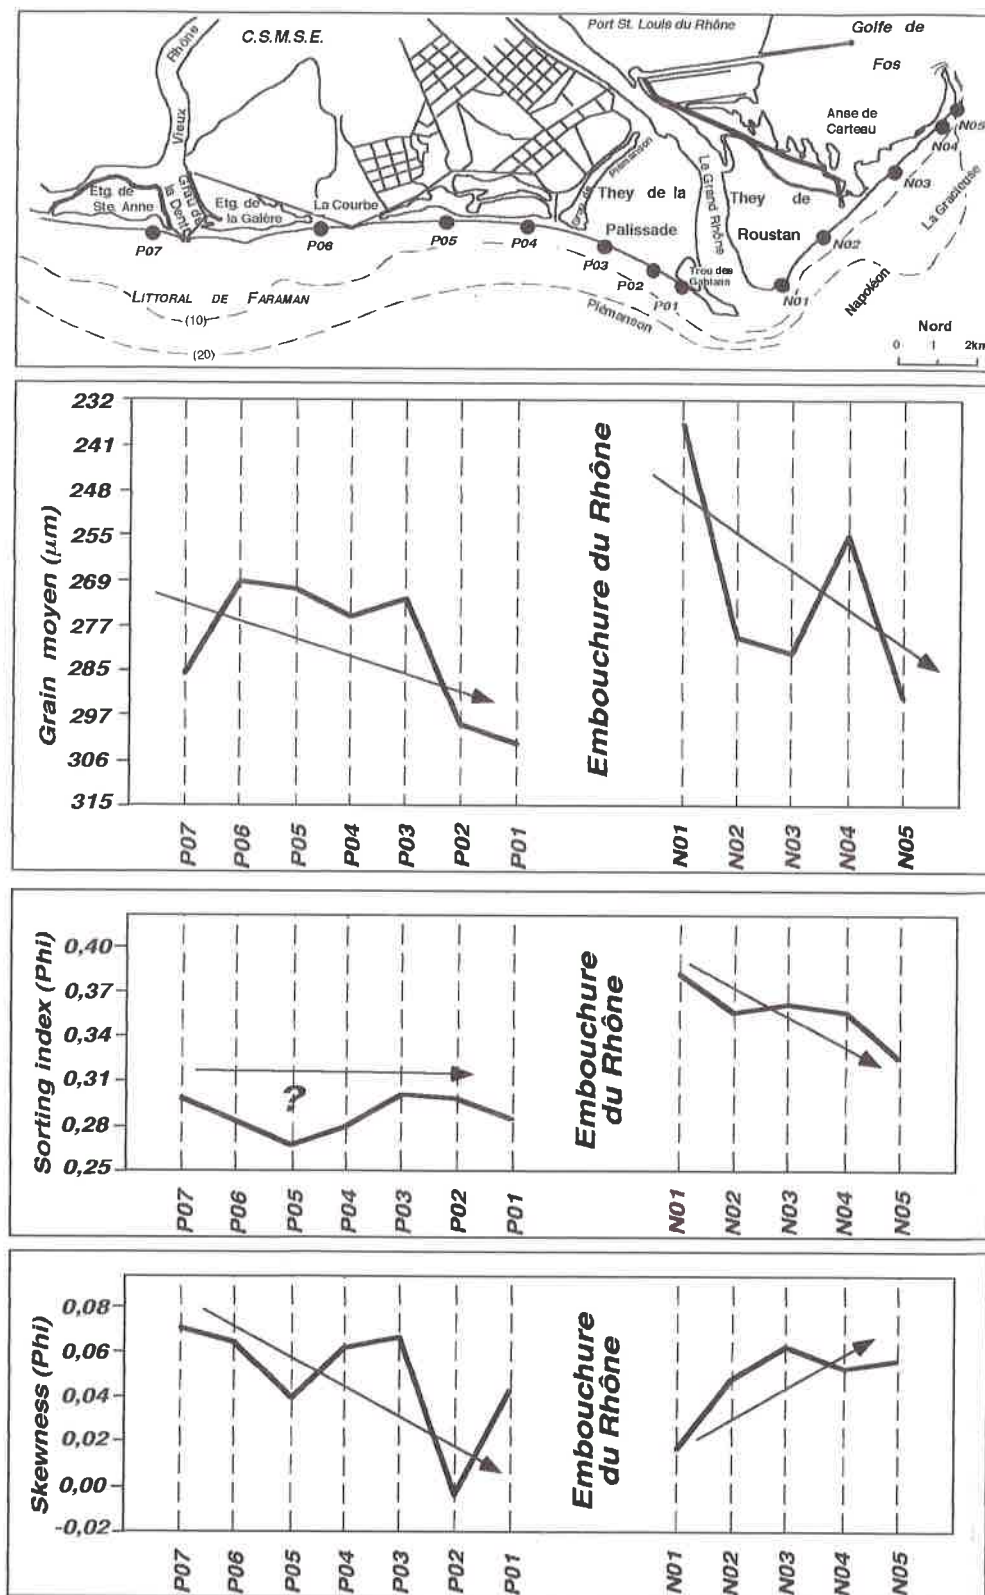 C.S.M.S.E.
Port St. Louis du Rhône
Golfe de
Fos
Rhône
Vieux
Anse de
Carteau
N05
N04
N03
La Gracieuse
Etg. de
Ste. Anne
Grau de
la Dent
Etg. de
la Galère
La Courbe
Piémanson
They de la
Palissade
Le Grand Rhône
They de
Roustan
P07
P06
P05
P04
P03
P02
P01
Trou des
N02
N01
Napoléon
LITTORAL DE FARAMAN
(10)
(20)
Piémanson
Nord
0 1 2km
Grain moyen (µm)
232
241
248
255
269
277
285
297
306
315
Embouchure du Rhône
P07 P06 P05 P04 P03 P02 P01 N01 N02 N03 N04 N05
Sorting index (Phi)
0,40
0,37
0,34
0,31
0,28
0,25
?
Embouchure
du Rhône
P07 P06 P05 P04 P03 P02 P01 N01 N02 N03 N04 N05
Skewness (Phi)
0,08
0,06
0,04
0,02
0,00
-0,02
Embouchure
du Rhône
P07 P06 P05 P04 P03 P02 P01 N01 N02 N03 N04 N05